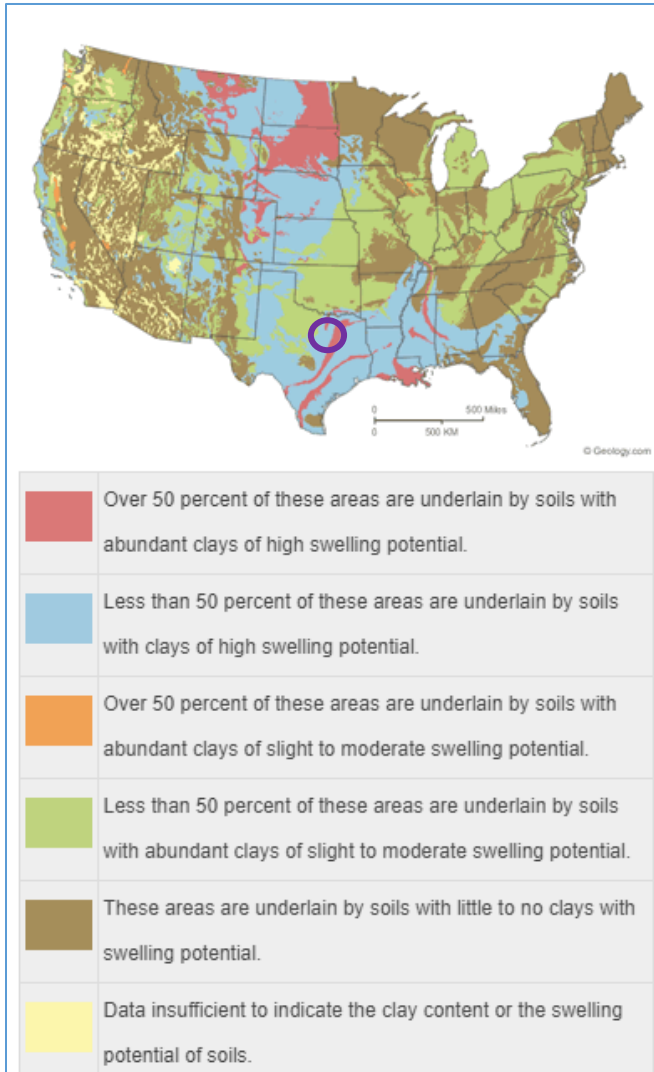 0
500 Miles
0
500 KM
© Geology.com
Over 50 percent of these areas are underlain by soils with
abundant clays of high swelling potential.
Less than 50 percent of these areas are underlain by soils
with clays of high swelling potential.
Over 50 percent of these areas are underlain by soils with
abundant clays of slight to moderate swelling potential.
Less than 50 percent of these areas are underlain by soils
with abundant clays of slight to moderate swelling potential.
These areas are underlain by soils with little to no clays with
swelling potential.
Data insufficient to indicate the clay content or the swelling
potential of soils.